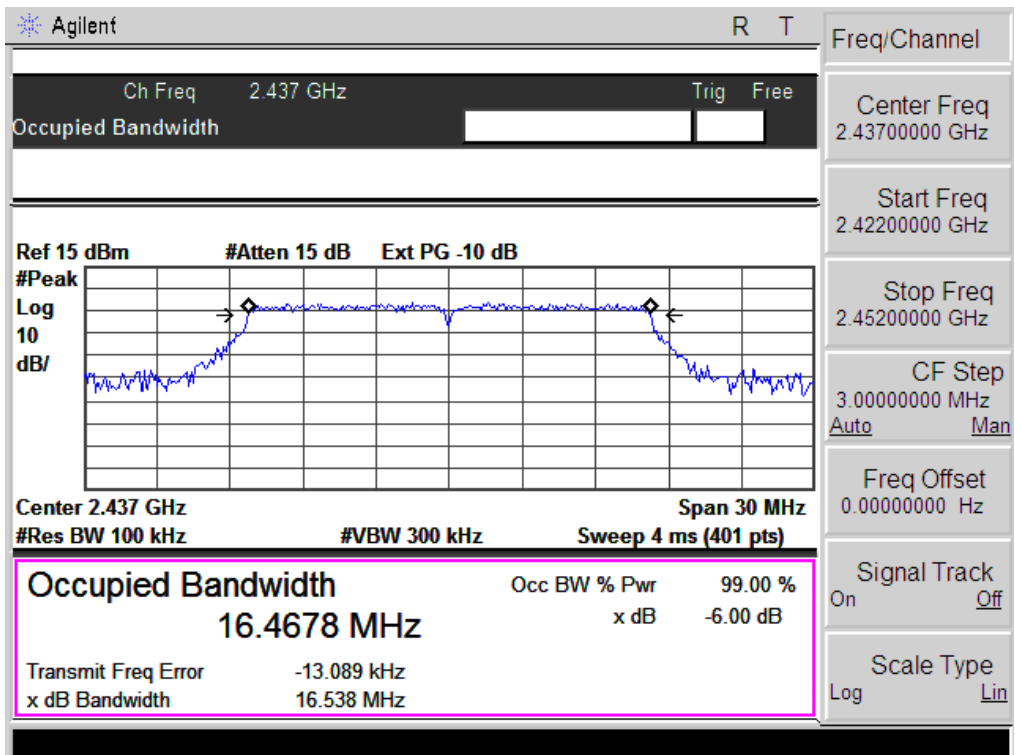 Agilent R T
Ch Freq 2.437 GHz Trig Free
Occupied Bandwidth
Ref 15 dBm #Atten 15 dB Ext PG -10 dB
#Peak
Log
10
dB/
Center 2.437 GHz Span 30 MHz
#Res BW 100 kHz #VBW 300 kHz Sweep 4 ms (401 pts)
Occupied Bandwidth Occ BW % Pwr 99.00 %
16.4678 MHz x dB -6.00 dB
Transmit Freq Error -13.089 kHz
x dB Bandwidth 16.538 MHz
Freq/Channel
Center Freq
2.43700000 GHz
Start Freq
2.42200000 GHz
Stop Freq
2.45200000 GHz
CF Step
3.00000000 MHz
Auto Man
Freq Offset
0.00000000 Hz
Signal Track
On Off
Scale Type
Log Lin